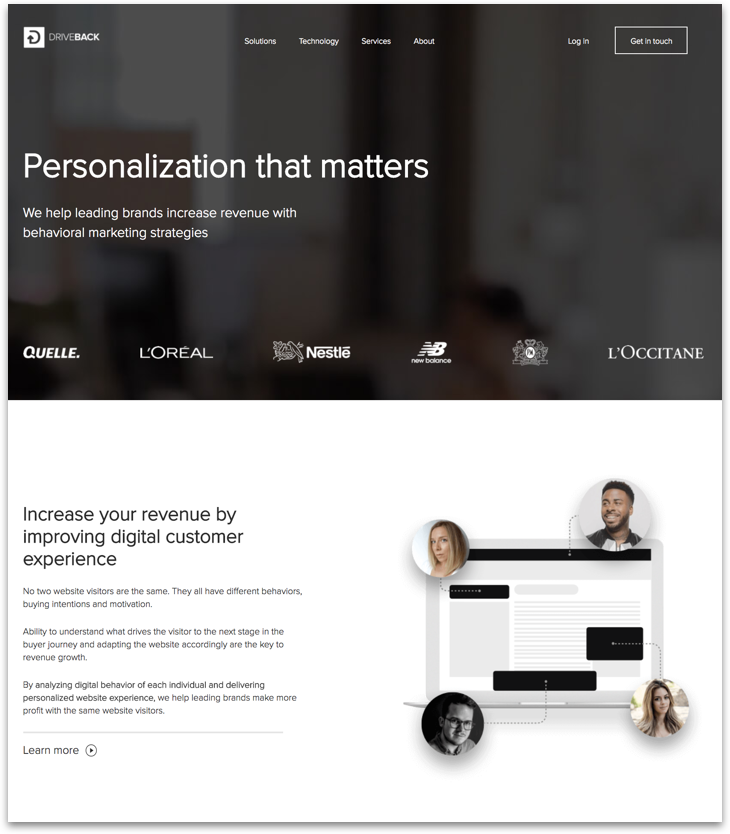 DRIVEBACK
Solutions
Technology
Services
About
Log in
Get in touch
Personalization that matters
We help leading brands increase revenue with
behavioral marketing strategies
QUELLE.
L'ORÉAL
Nestlē
NB
new balance
PM
L'OCCITANE
Increase your revenue by
improving digital customer
experience
No two website visitors are the same. They all have different behaviors,
buying intentions and motivation.
Ability to understand what drives the visitor to the next stage in the
buyer journey and adapting the website accordingly are the key to
revenue growth.
By analyzing digital behavior of each individual and delivering
personalized website experience, we help leading brands make more
profit with the same website visitors.
Learn more